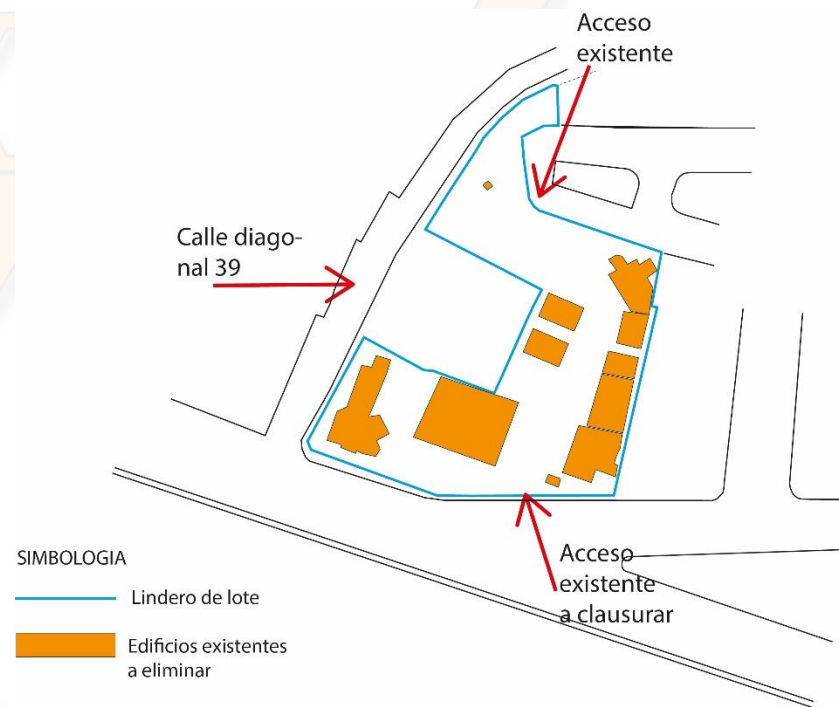 Acceso
existente
Calle diago-
nal 39
Acceso
existente
a clausurar
SIMBOLOGIA
Lindero de lote
Edificios existentes
a eliminar